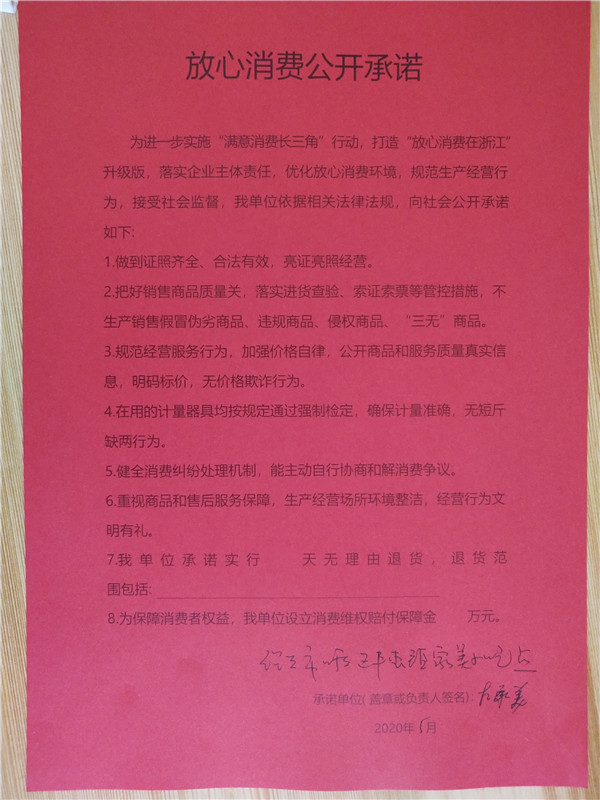 放心消费公开承诺
为进一步实施“满意消费长三角”行动，打造“放心消费在浙江”
升级版，落实企业主体责任，优化放心消费环境，规范生产经营行
为，接受社会监督，我单位依据相关法律法规，向社会公开承诺
如下：
1.做到证照齐全、合法有效，亮证亮照经营。
2.把好销售商品质量关，落实进货查验、索证索票等管控措施，不
生产销售假冒伪劣商品、违规商品、侵权商品、“三无”商品。
3.规范经营服务行为，加强价格自律，公开商品和服务质量真实信
息，明码标价，无价格欺诈行为。
4.在用的计量器具均按规定通过强制检定，确保计量准确，无短斤
缺两行为。
5.健全消费纠纷处理机制，能主动自行协商和解消费争议。
6.重视商品和售后服务保障，生产经营场所环境整洁，经营行为文
明有礼。
7.我单位承诺实行 天无理由退货，退货范
围包括:
8.为保障消费者权益，我单位设立消费维权赔付保障金 万元。
承诺单位( 盖章或负责人签名):
2020年5月